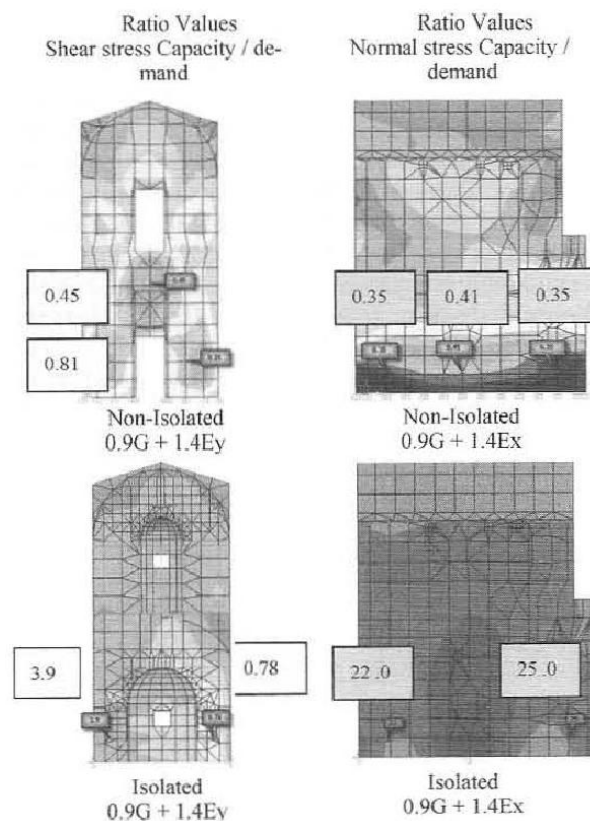 Ratio Values
Shear stress Capacity / de-
mand
Ratio Values
Normal stress Capacity /
demand
0.45
0.81
0.35
0.41
0.35
Non-Isolated
0.9G + 1.4Ey
Non-Isolated
0.9G + 1.4Ex
3.9
0.78
22.0
25.0
Isolated
0.9G + 1.4Ey
Isolated
0.9G + 1.4Ex